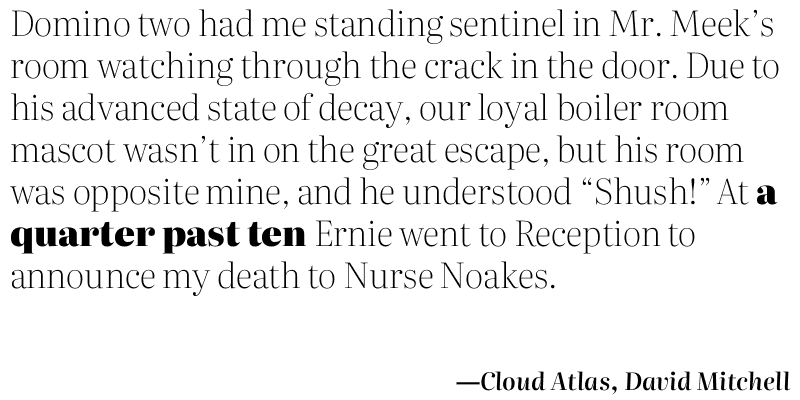 Domino two had me standing sentinel in Mr. Meek’s
room watching through the crack in the door. Due to
his advanced state of decay, our loyal boiler room
mascot wasn’t in on the great escape, but his room
was opposite mine, and he understood “Shush!” At a
quarter past ten Ernie went to Reception to
announce my death to Nurse Noakes.
—Cloud Atlas, David Mitchell